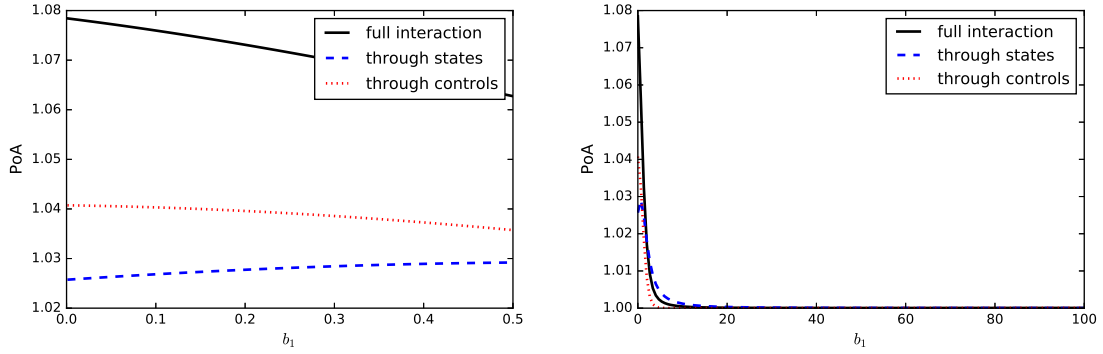 1.08
1.07
1.06
1.05
1.04
1.03
1.02
PoA
0.0 0.1 0.2 0.3 0.4 0.5
b₁
full interaction
through states
through controls
1.08
1.07
1.06
1.05
1.04
1.03
1.02
1.01
1.00
PoA
0 20 40 60 80 100
b₁
full interaction
through states
through controls